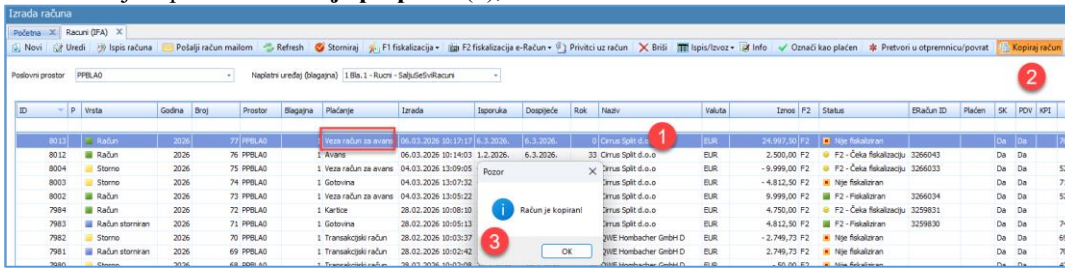 Izrada računa
Početna X Računi (IFA) X
Novi Uredi Ispis računa Pošalji račun mailom Refresh Storniraj F1 fiskalizacija F2 fiskalizacija e-Račun Privitci uz račun Briši Ispis/Izvoz Info Označi kao plaćen Pretvori u otpremnicu/povrat Kopiraj račun
2
Poslovni prostor PPBLA0 Naplatni uređaj (blagajna) 1 Bla. 1 - Rucni - SaljuSeSviRacuni
ID P Vrsta Godina Broj Prostor Blagajna Plaćanje Izrada Isporuka Dospijeće Rok Naziv Valuta Iznos F2 Status ERačun ID Plaćen SK PDV KPI
1
8013 Račun 2026 77 PPBLA0 1 Veza račun za avans 06.03.2026 10:17:17 6.3.2026. 6.3.2026. 0 Cirrus Split d.o.o EUR 24.997,50 F2 Nije fiskaliziran Da Da
8012 Račun 2026 76 PPBLA0 1 Avans 06.03.2026 10:14:03 1.2.2026. 6.3.2026. 33 Cirrus Split d.o.o EUR 2.500,00 F2 F2 - Čeka fiskalizaciju 3266043 Da Da
8004 Storno 2026 75 PPBLA0 1 Veza račun za avans 04.03.2026 13:09:05 Cirrus Split d.o.o EUR - 9.999,00 F2 F2 - Čeka fiskalizaciju 3266033 Da Da
8003 Storno 2026 74 PPBLA0 1 Gotovina 04.03.2026 13:07:32 Cirrus Split d.o.o EUR - 4.812,50 F2 Nije fiskaliziran Da Da
8002 Račun 2026 73 PPBLA0 1 Veza račun za avans 04.03.2026 13:05:22 Cirrus Split d.o.o EUR 9.999,00 F2 F2 - Fiskaliziran 3266034 Da Da
7984 Račun 2026 72 PPBLA0 1 Kartice 28.02.2026 10:08:10 Cirrus Split d.o.o EUR 4.750,00 F2 F2 - Čeka fiskalizaciju 3259831 Da Da
7983 Račun storniran 2026 71 PPBLA0 1 Gotovina 28.02.2026 10:05:13 Cirrus Split d.o.o EUR 4.812,50 F2 F2 - Fiskaliziran 3259830 Da Da
7982 Storno 2026 70 PPBLA0 1 Transakcijski račun 28.02.2026 10:03:37 QWE Hombacher GmbH D EUR - 2.749,73 F2 Nije fiskaliziran Da Da
7981 Račun storniran 2026 69 PPBLA0 1 Transakcijski račun 28.02.2026 10:02:42 QWE Hombacher GmbH D EUR 2.749,73 F2 Nije fiskaliziran Da Da
Pozor X
Račun je kopiran!
3
OK